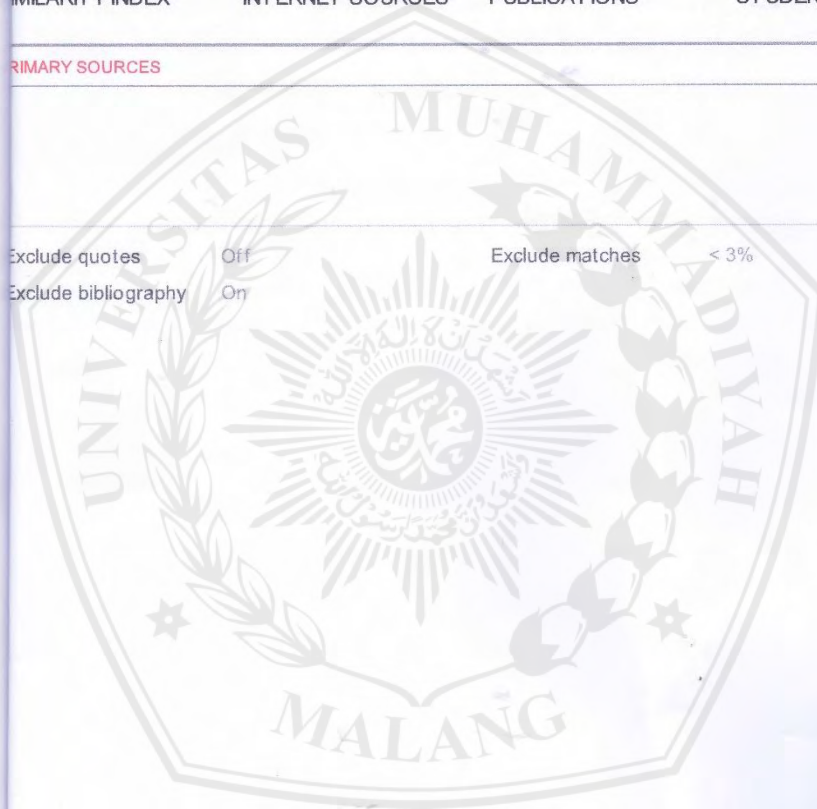 IMILARITY INDEX INTERNET SOURCES PUBLICATIONS STUDEN
RIMARY SOURCES
Exclude quotes Off Exclude matches < 3%
Exclude bibliography On
UNIVERSITAS MUHAMMADIYAH
MALANG